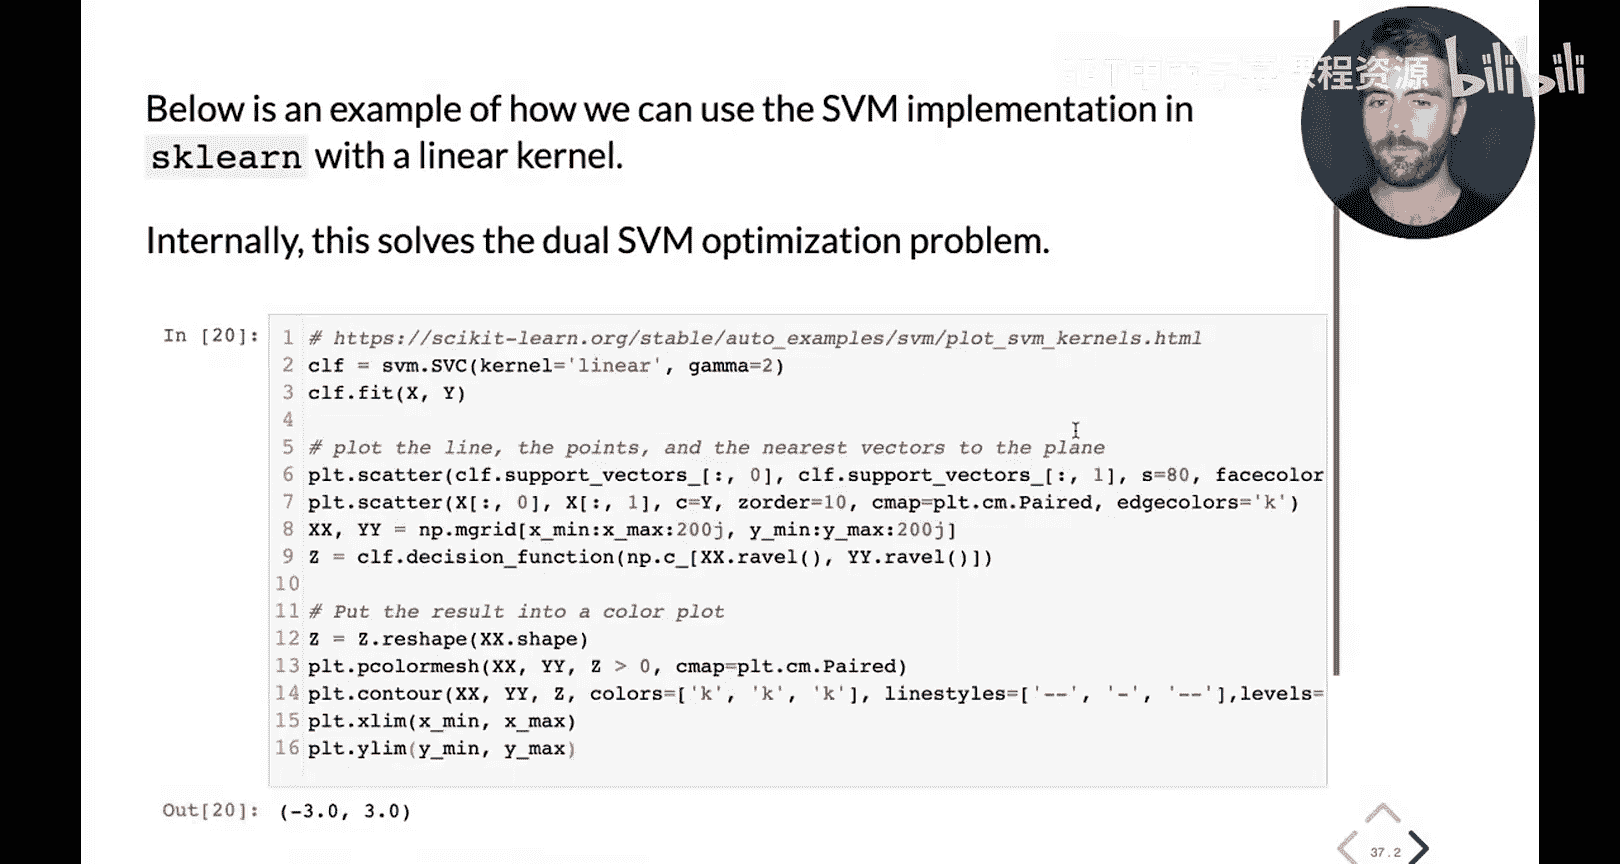 课程资源 bilibili
Below is an example of how we can use the SVM implementation in
sklearn with a linear kernel.
Internally, this solves the dual SVM optimization problem.
In [20]:
1 # https://scikit-learn.org/stable/auto_examples/svm/plot_svm_kernels.html
2 clf = svm.SVC(kernel='linear', gamma=2)
3 clf.fit(X, Y)
4
5 # plot the line, the points, and the nearest vectors to the plane
6 plt.scatter(clf.support_vectors_[:, 0], clf.support_vectors_[:, 1], s=80, facecolor
7 plt.scatter(X[:, 0], X[:, 1], c=Y, zorder=10, cmap=plt.cm.Paired, edgecolors='k')
8 XX, YY = np.mgrid[x_min:x_max:200j, y_min:y_max:200j]
9 Z = clf.decision_function(np.c_[XX.ravel(), YY.ravel()])
10
11 # Put the result into a color plot
12 Z = Z.reshape(XX.shape)
13 plt.pcolormesh(XX, YY, Z > 0, cmap=plt.cm.Paired)
14 plt.contour(XX, YY, Z, colors=['k', 'k', 'k'], linestyles=['--', '-', '--'],levels=
15 plt.xlim(x_min, x_max)
16 plt.ylim(y_min, y_max)
Out[20]: (-3.0, 3.0)
37.2